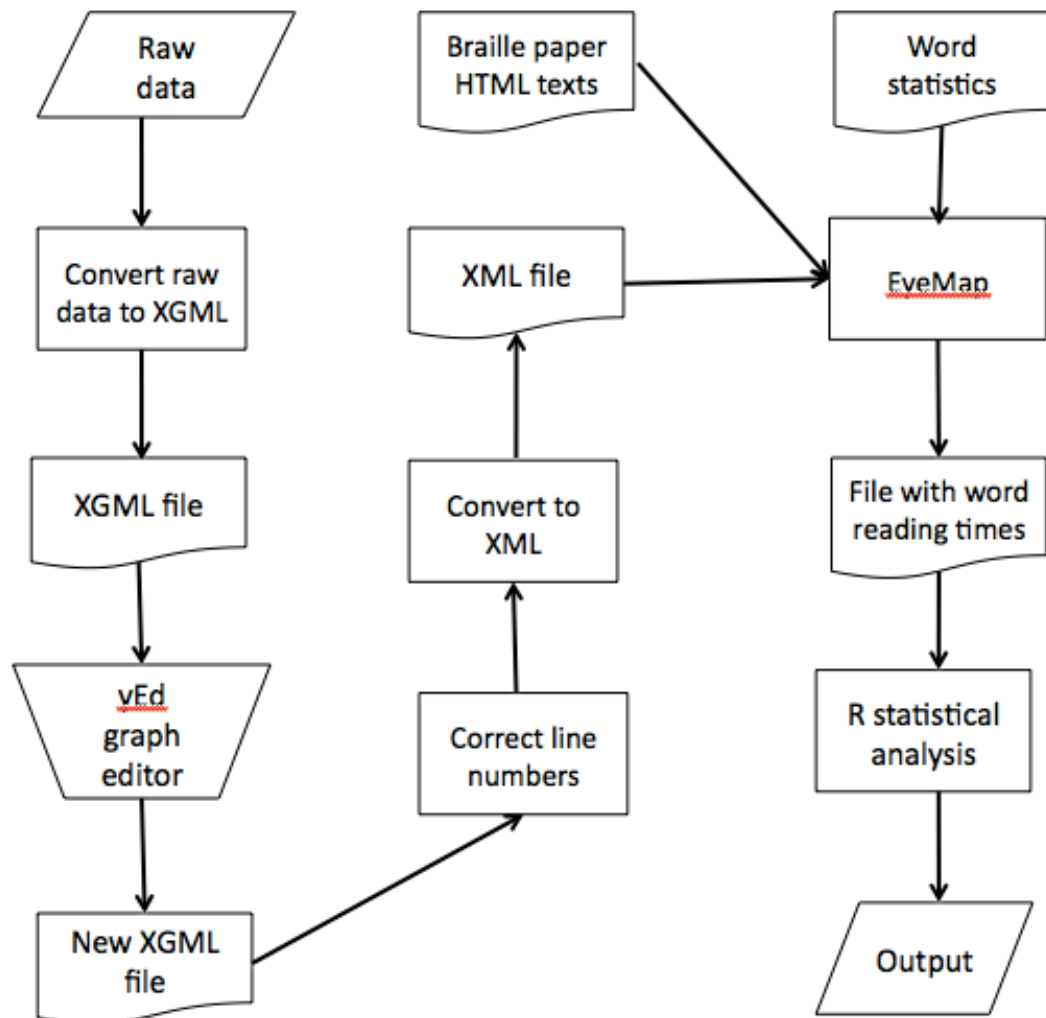 Raw
data
Convert raw
data to XGML
XGML file
yEd
graph
editor
New XGML
file
Braille paper
HTML texts
XML file
Convert to
XML
Correct line
numbers
Word
statistics
EyeMap
File with word
reading times
R statistical
analysis
Output